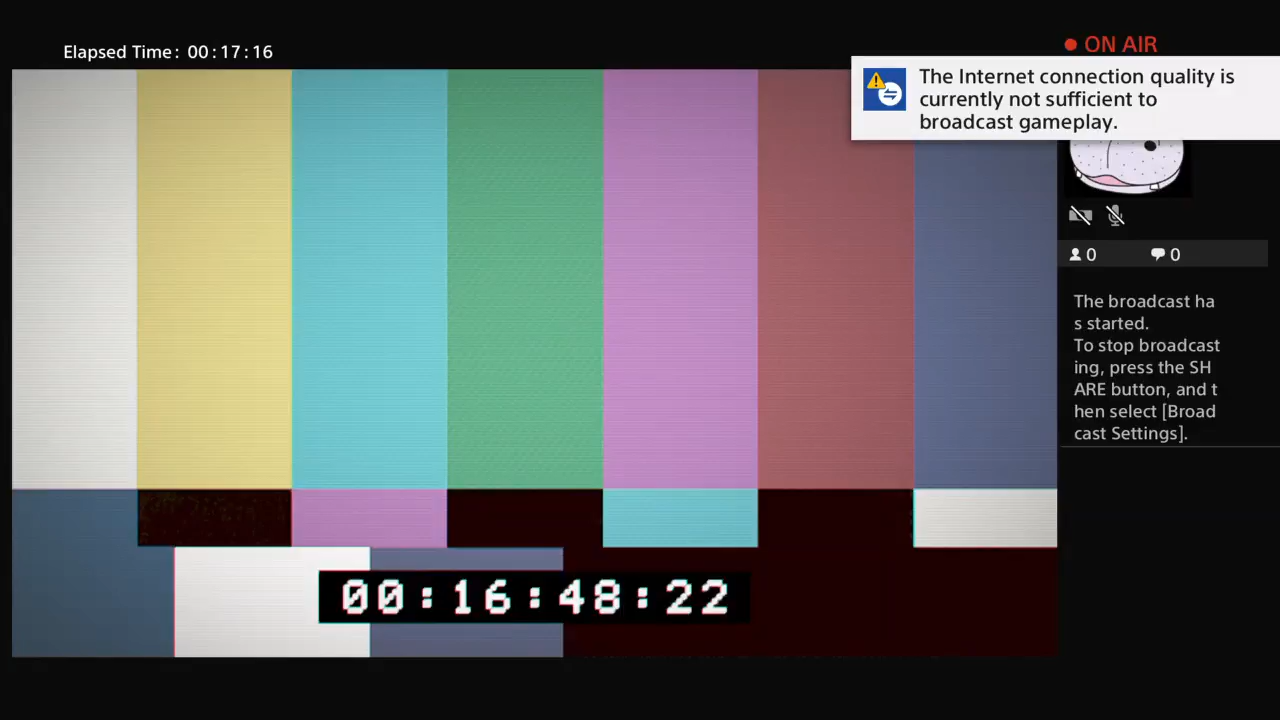 Elapsed Time: 00:17:16
ON AIR
The Internet connection quality is
currently not sufficient to
broadcast gameplay.
0 0
The broadcast ha
s started.
To stop broadcast
ing, press the SH
ARE button, and t
hen select [Broad
cast Settings].
00:16:48:22